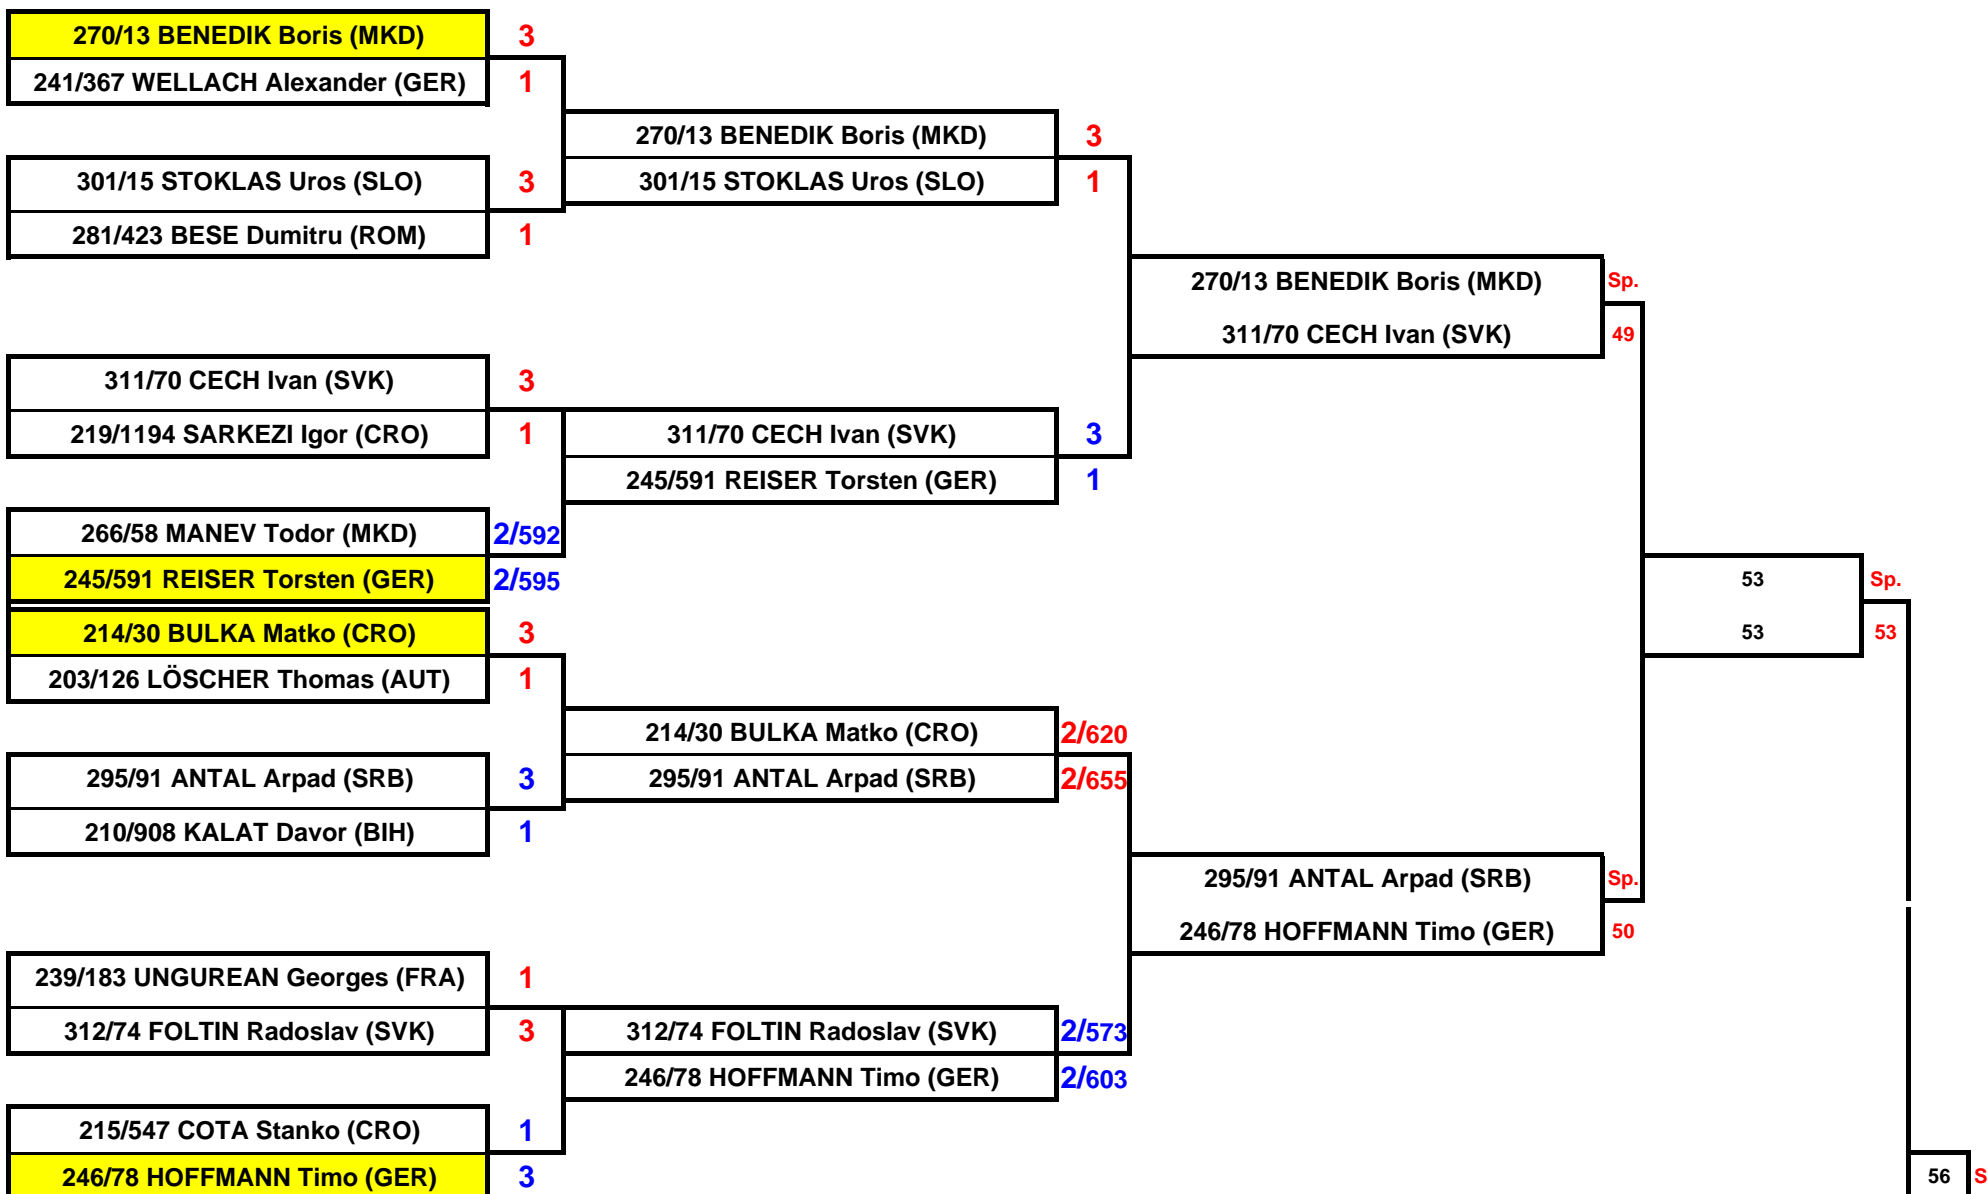 270/13 BENEDIK Boris (MKD) 3
241/367 WELLACH Alexander (GER) 1
270/13 BENEDIK Boris (MKD) 3
301/15 STOKLAS Uros (SLO) 3
301/15 STOKLAS Uros (SLO) 1
281/423 BESE Dumitru (ROM) 1
270/13 BENEDIK Boris (MKD) Sp.
311/70 CECH Ivan (SVK) 49
311/70 CECH Ivan (SVK) 3
219/1194 SARKEZI Igor (CRO) 1
311/70 CECH Ivan (SVK) 3
245/591 REISER Torsten (GER) 1
266/58 MANEV Todor (MKD) 2/592
245/591 REISER Torsten (GER) 2/595
53 Sp.
214/30 BULKA Matko (CRO) 3
53 53
203/126 LÖSCHER Thomas (AUT) 1
214/30 BULKA Matko (CRO) 2/620
295/91 ANTAL Arpad (SRB) 3
295/91 ANTAL Arpad (SRB) 2/655
210/908 KALAT Davor (BIH) 1
295/91 ANTAL Arpad (SRB) Sp.
246/78 HOFFMANN Timo (GER) 50
239/183 UNGUREAN Georges (FRA) 1
312/74 FOLTIN Radoslav (SVK) 3
312/74 FOLTIN Radoslav (SVK) 2/573
246/78 HOFFMANN Timo (GER) 2/603
215/547 COTA Stanko (CRO) 1
246/78 HOFFMANN Timo (GER) 3
56 S